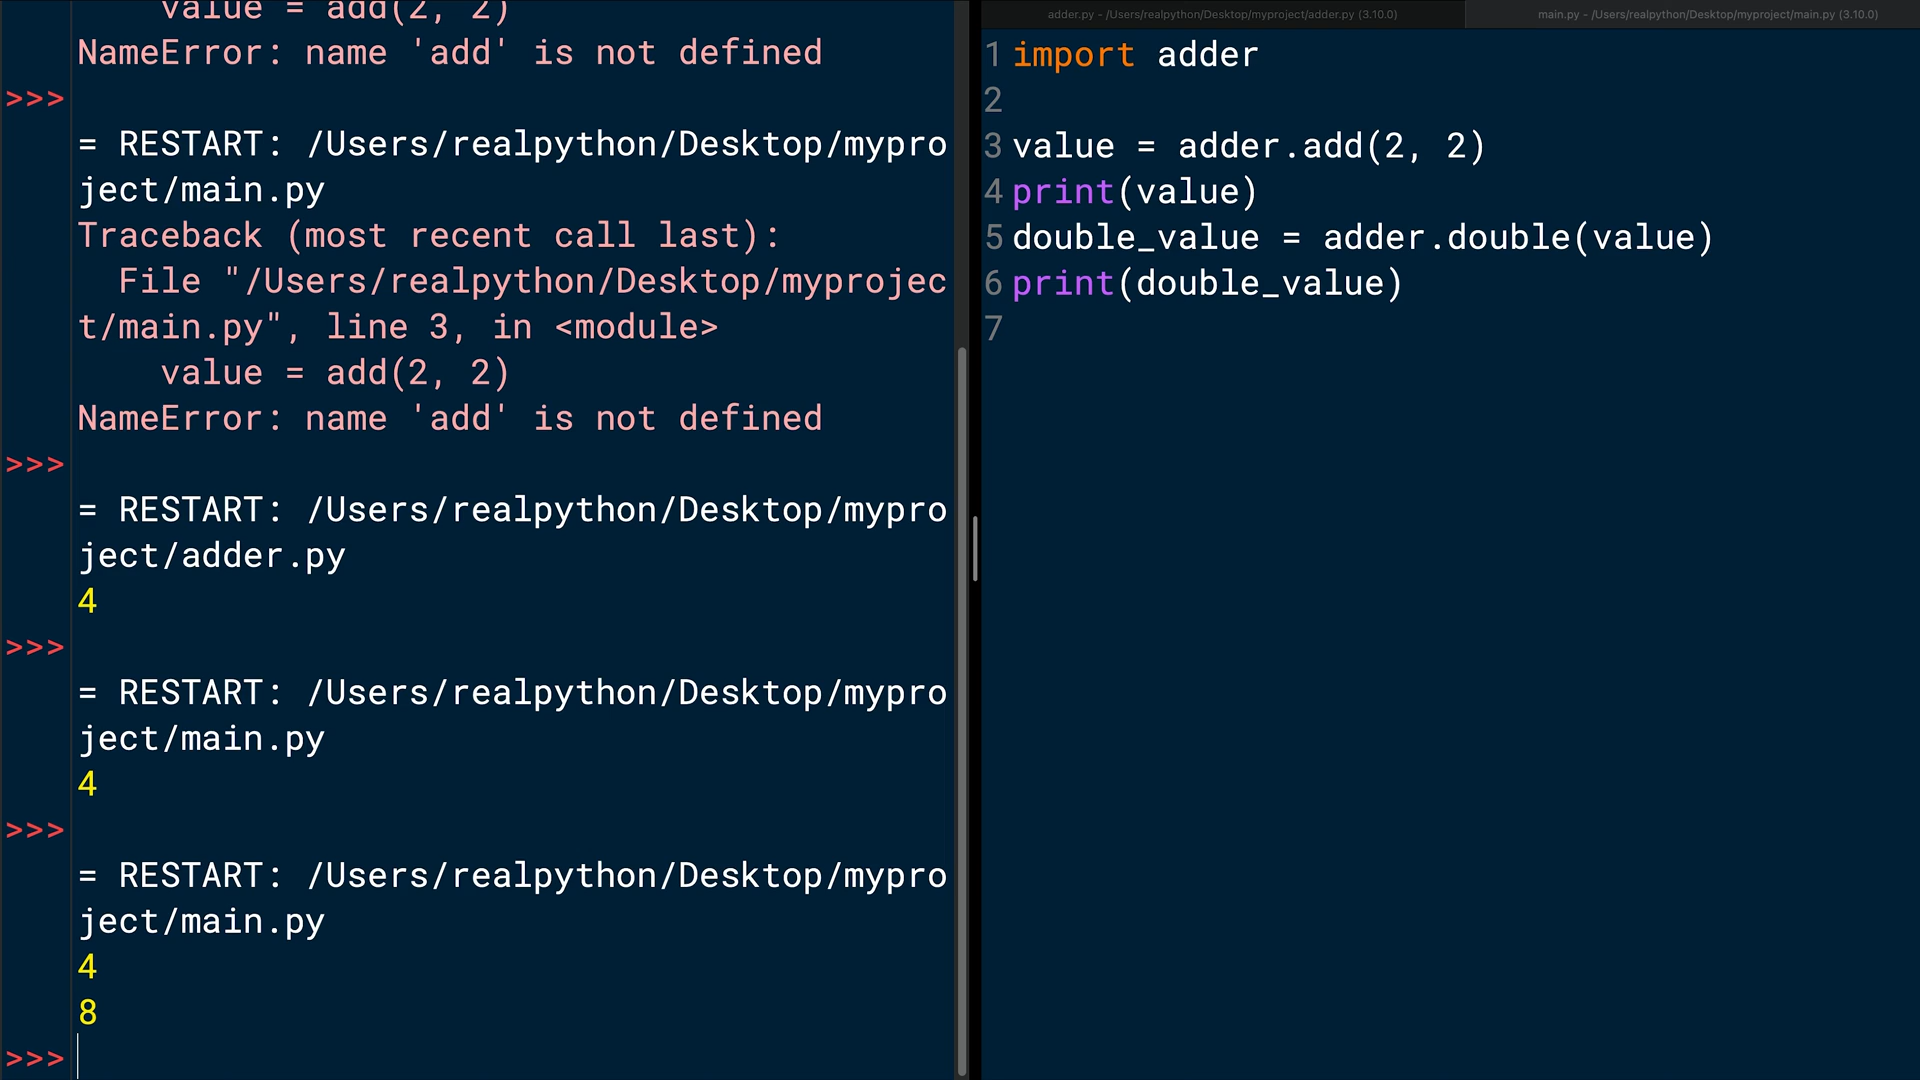 value = add(2, 2)
NameError: name 'add' is not defined
>>>
= RESTART: /Users/realpython/Desktop/mypro
ject/main.py
Traceback (most recent call last):
  File "/Users/realpython/Desktop/myprojec
t/main.py", line 3, in <module>
    value = add(2, 2)
NameError: name 'add' is not defined
>>>
= RESTART: /Users/realpython/Desktop/mypro
ject/adder.py
4
>>>
= RESTART: /Users/realpython/Desktop/mypro
ject/main.py
4
>>>
= RESTART: /Users/realpython/Desktop/mypro
ject/main.py
4
8
>>>
adder.py - /Users/realpython/Desktop/myproject/adder.py (3.10.0)
main.py - /Users/realpython/Desktop/myproject/main.py (3.10.0)
1 import adder
2
3 value = adder.add(2, 2)
4 print(value)
5 double_value = adder.double(value)
6 print(double_value)
7